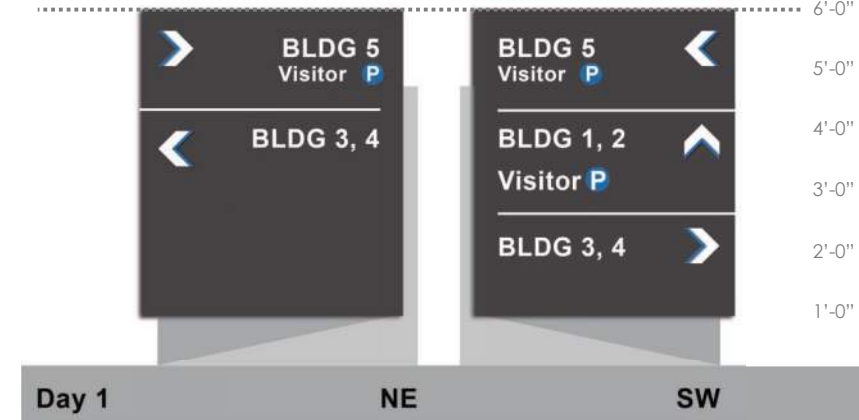 BLDG 5
Visitor P
BLDG 3, 4
BLDG 5
Visitor P
BLDG 1, 2
Visitor P
BLDG 3, 4
6'-0"
5'-0"
4'-0"
3'-0"
2'-0"
1'-0"
Day 1 NE SW